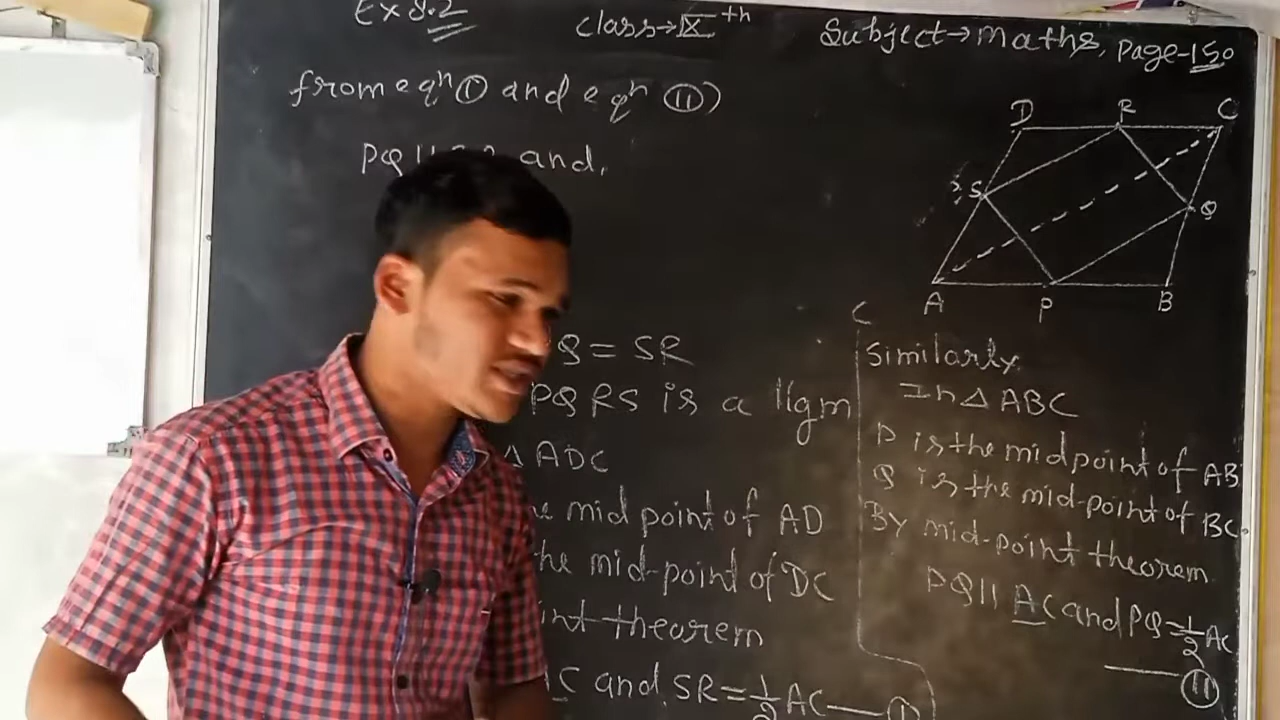 Ex 8.2
Class→IXth
Subject→maths, page-150
from eqn (i) and eqn (ii)
PQ || SR and,
D R C
S Q
A P B
Q = SR
PQRS is a llgm
△ ADC
mid point of AD
the mid-point of DC
theorem
AC and SR = 1/2 AC — (i)
Similarly,
In △ ABC
P is the midpoint of AB
Q is the mid-point of BC
By mid-point theorem
PQ || AC and PQ = 1/2 AC
— (ii)